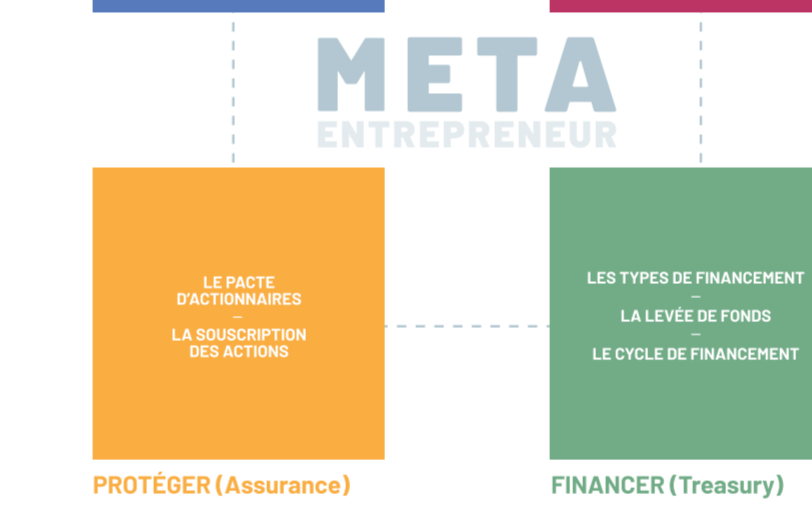 META
ENTREPRENEUR
LE PACTE
D'ACTIONNAIRES
–
LA SOUSCRIPTION
DES ACTIONS
LES TYPES DE FINANCEMENT
–
LA LEVÉE DE FONDS
–
LE CYCLE DE FINANCEMENT
PROTÉGER (Assurance)
FINANCER (Treasury)